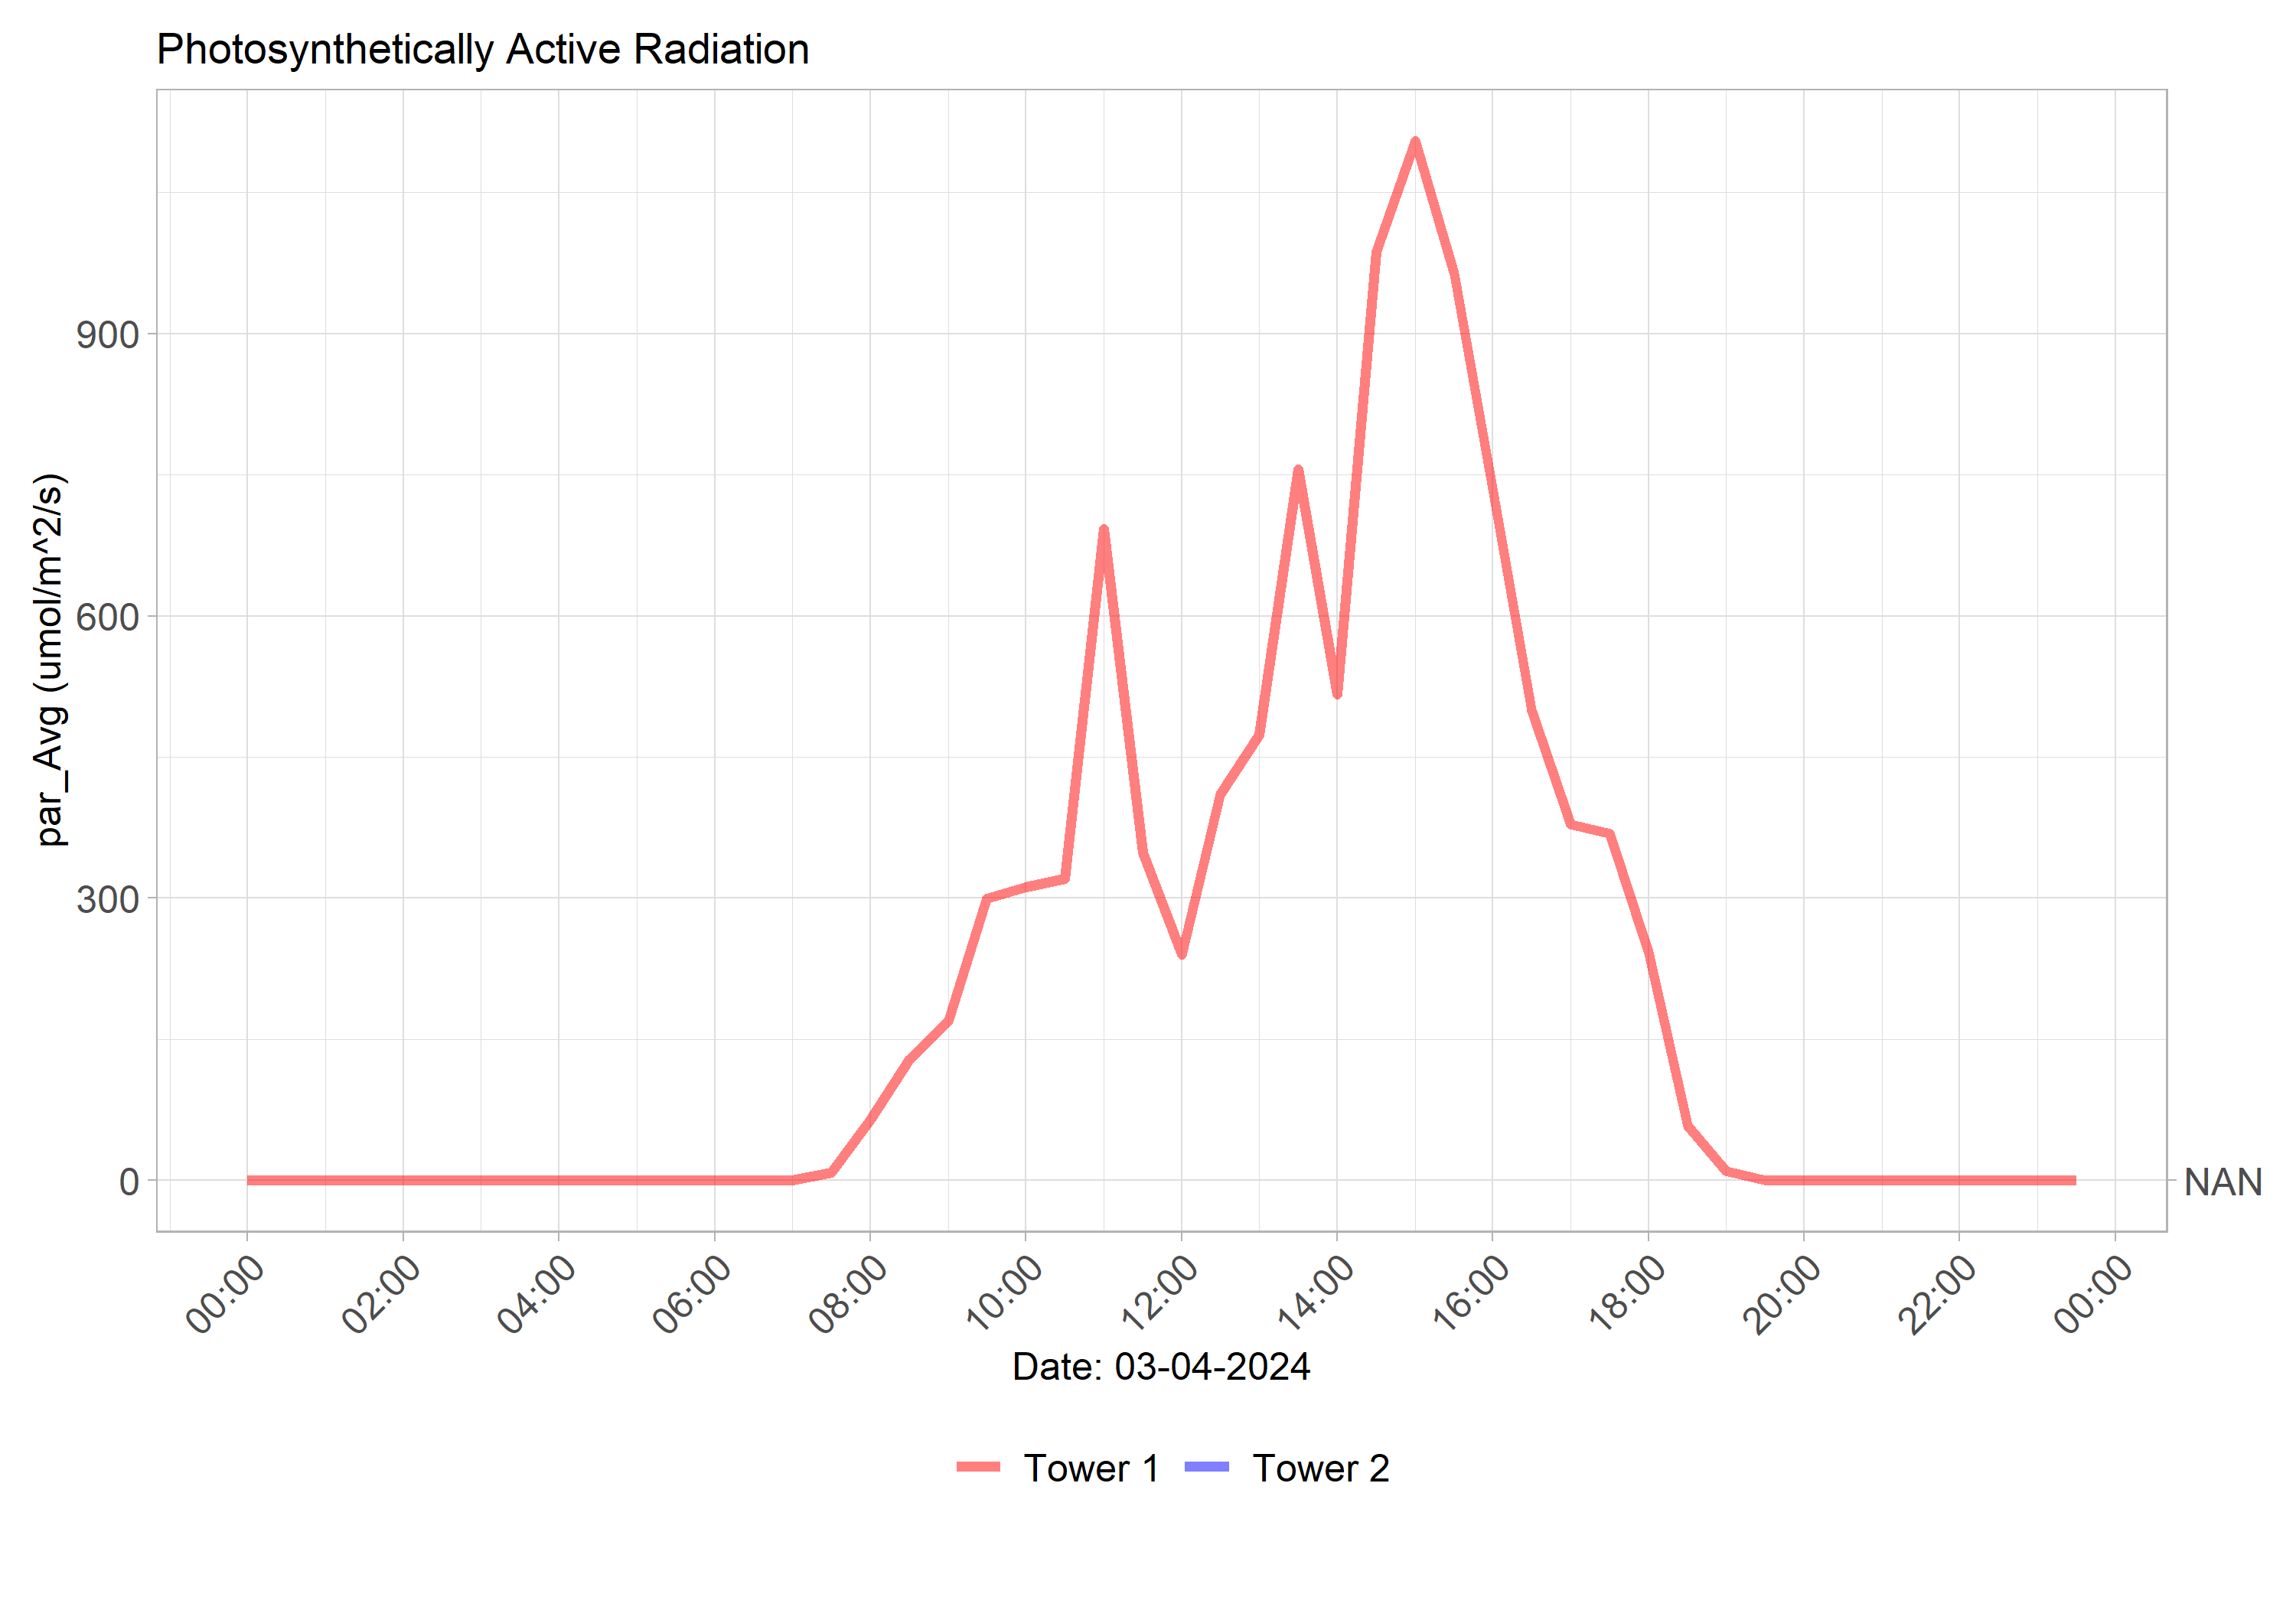 Photosynthetically Active Radiation
par_Avg (umol/m^2/s)
900
600
300
0
NAN
00:00 02:00 04:00 06:00 08:00 10:00 12:00 14:00 16:00 18:00 20:00 22:00 00:00
Date: 03-04-2024
Tower 1 Tower 2